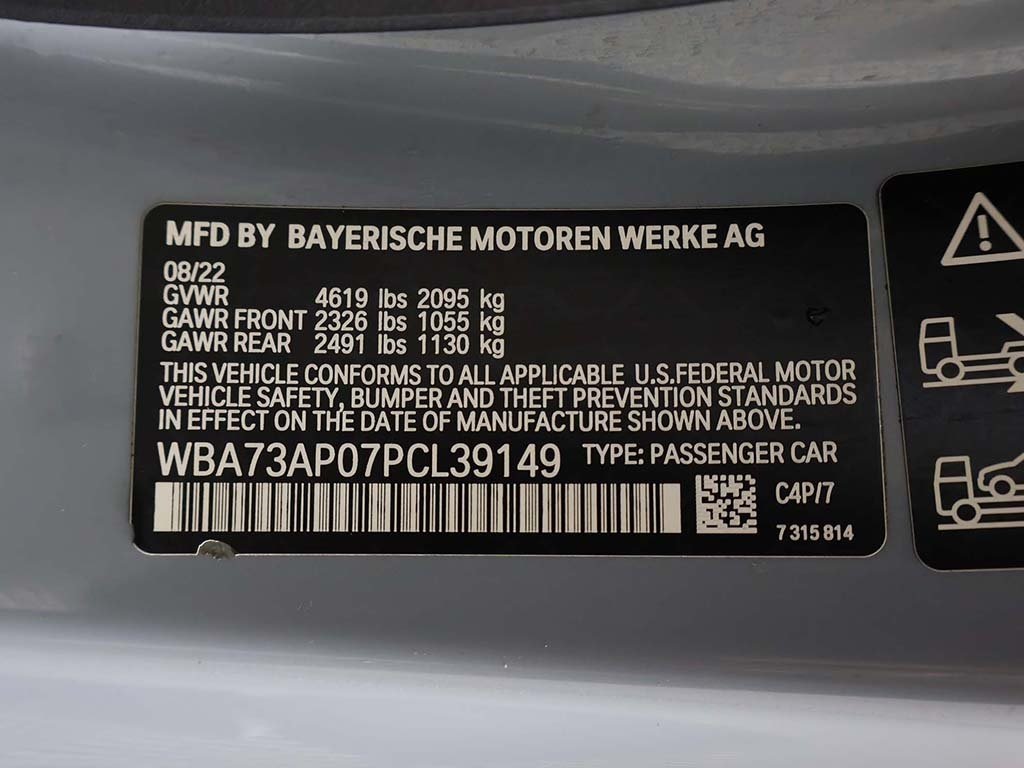 MFD BY BAYERISCHE MOTOREN WERKE AG
08/22
GVWR 4619 lbs 2095 kg
GAWR FRONT 2326 lbs 1055 kg
GAWR REAR 2491 lbs 1130 kg
THIS VEHICLE CONFORMS TO ALL APPLICABLE U.S.FEDERAL MOTOR
VEHICLE SAFETY, BUMPER AND THEFT PREVENTION STANDARDS
IN EFFECT ON THE DATE OF MANUFACTURE SHOWN ABOVE.
WBA73AP07PCL39149 TYPE: PASSENGER CAR
C4P/7
7 315 814